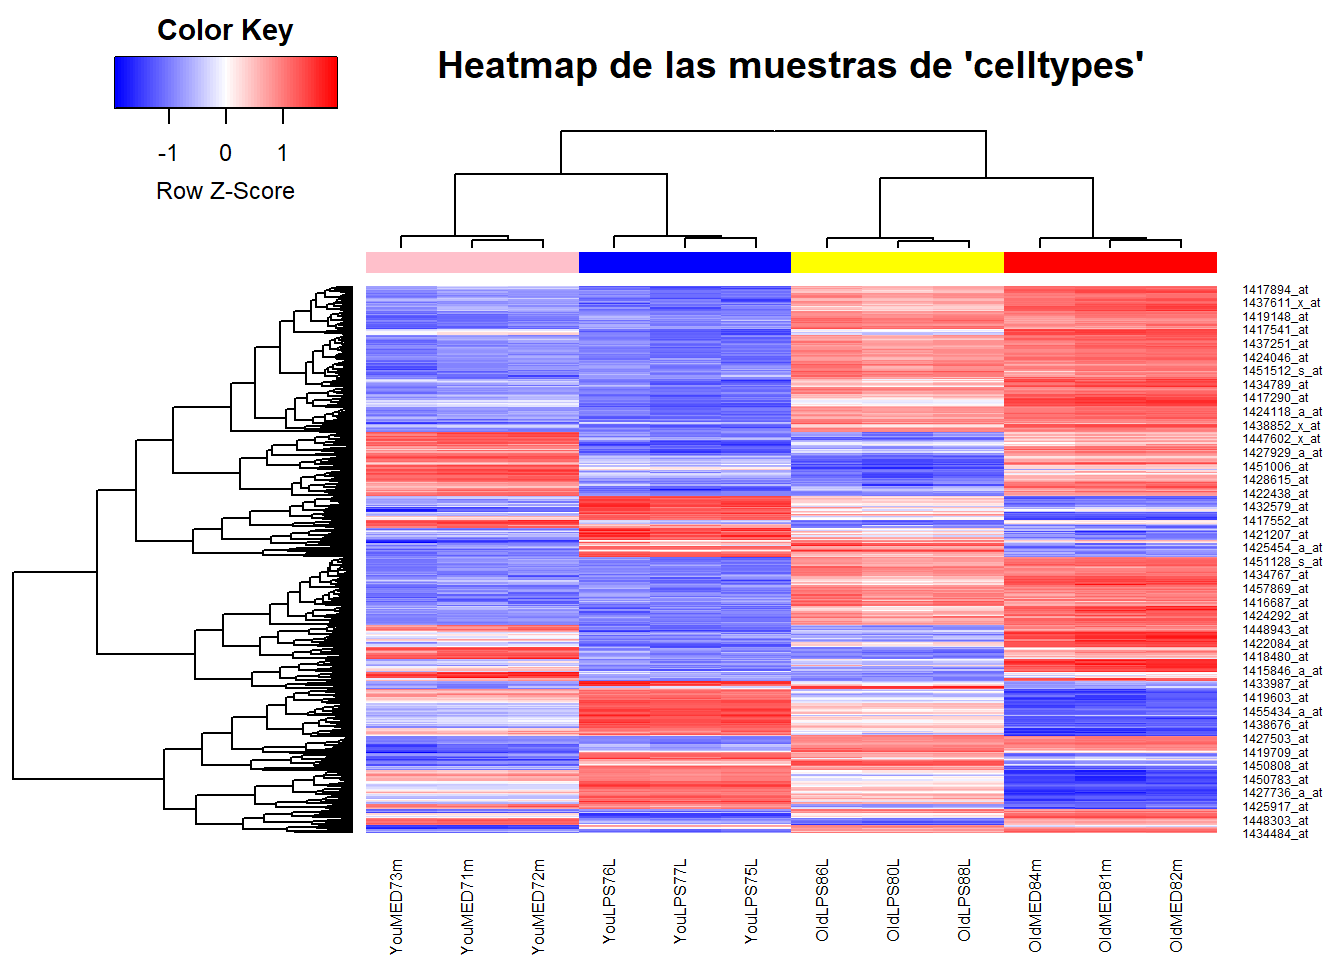 Color Key
-1 0 1
Row Z-Score
Heatmap de las muestras de 'celltypes'
1417894_at
1437611_x_at
1419148_at
1417541_at
1437251_at
1424046_at
1451512_s_at
1434789_at
1417290_at
1424118_a_at
1438852_x_at
1447602_x_at
1427929_a_at
1451006_at
1428615_at
1422438_at
1432579_at
1417552_at
1421207_at
1425454_a_at
1451128_s_at
1434767_at
1457869_at
1416687_at
1424292_at
1448943_at
1422084_at
1418480_at
1415846_a_at
1433987_at
1419603_at
1455434_a_at
1438676_at
1427503_at
1419709_at
1450808_at
1450783_at
1427736_a_at
1425917_at
1448303_at
1434484_at
YouMED73m
YouMED71m
YouMED72m
YouLPS76L
YouLPS77L
YouLPS75L
OldLPS86L
OldLPS80L
OldLPS88L
OldMED84m
OldMED81m
OldMED82m